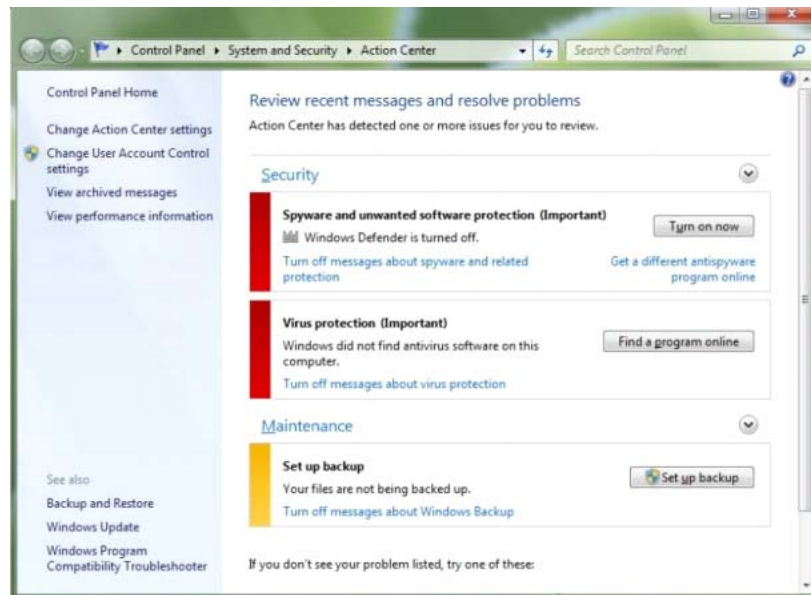 Control Panel ▸ System and Security ▸ Action Center
Search Control Panel
Control Panel Home
Change Action Center settings
Change User Account Control
settings
View archived messages
View performance information
See also
Backup and Restore
Windows Update
Windows Program
Compatibility Troubleshooter
Review recent messages and resolve problems
Action Center has detected one or more issues for you to review.
Security
Spyware and unwanted software protection (Important)
Windows Defender is turned off.
Turn on now
Turn off messages about spyware and related
protection
Get a different antispyware
program online
Virus protection (Important)
Windows did not find antivirus software on this
computer.
Find a program online
Turn off messages about virus protection
Maintenance
Set up backup
Your files are not being backed up.
Set up backup
Turn off messages about Windows Backup
If you don't see your problem listed, try one of these: